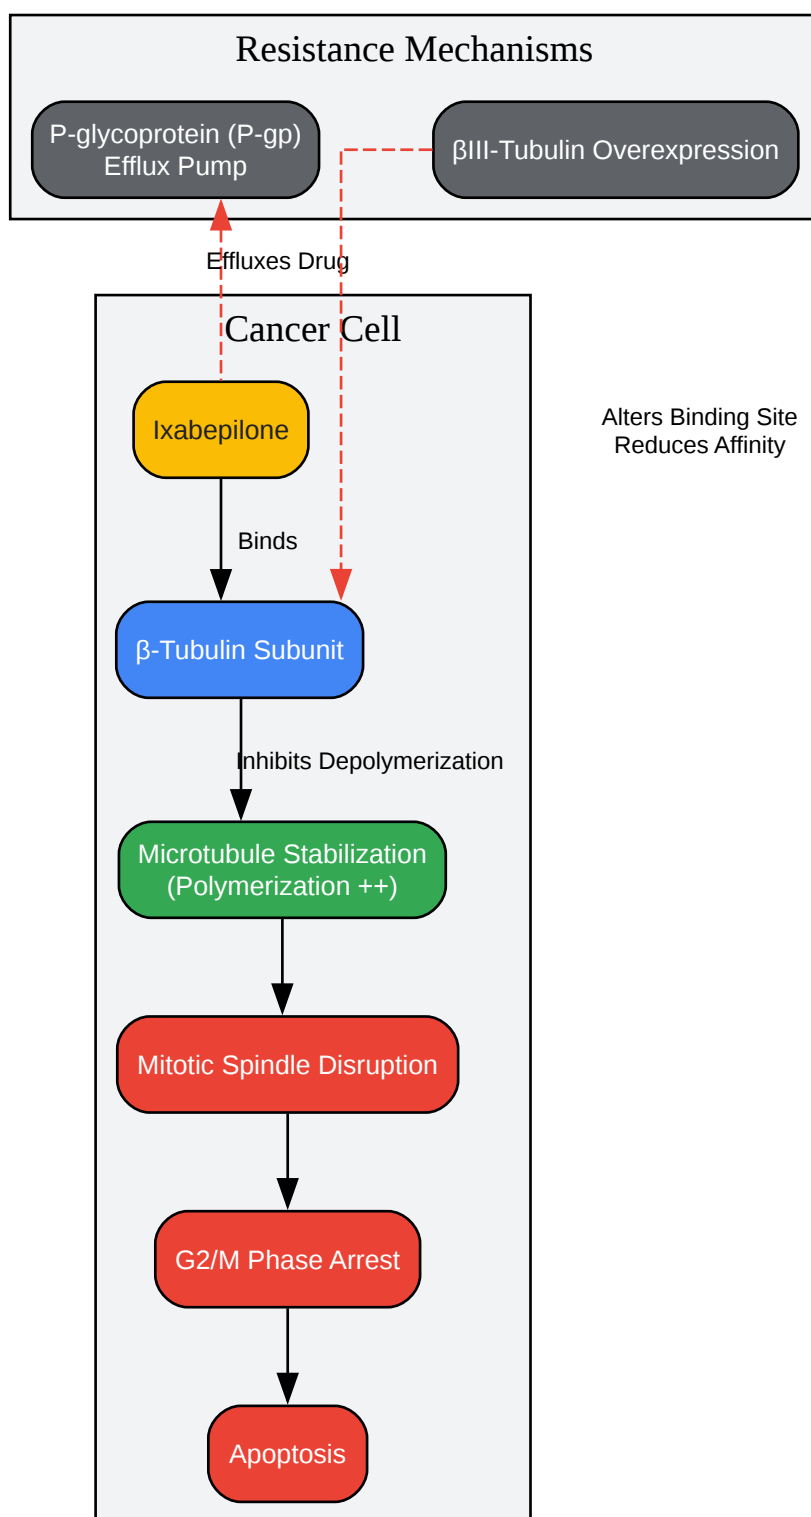 Resistance Mechanisms
P-glycoprotein (P-gp)
Efflux Pump
βIII-Tubulin Overexpression
Effluxes Drug
Cancer Cell
Ixabepilone
Alters Binding Site
Reduces Affinity
Binds
β-Tubulin Subunit
Inhibits Depolymerization
Microtubule Stabilization
(Polymerization ++)
Mitotic Spindle Disruption
G2/M Phase Arrest
Apoptosis